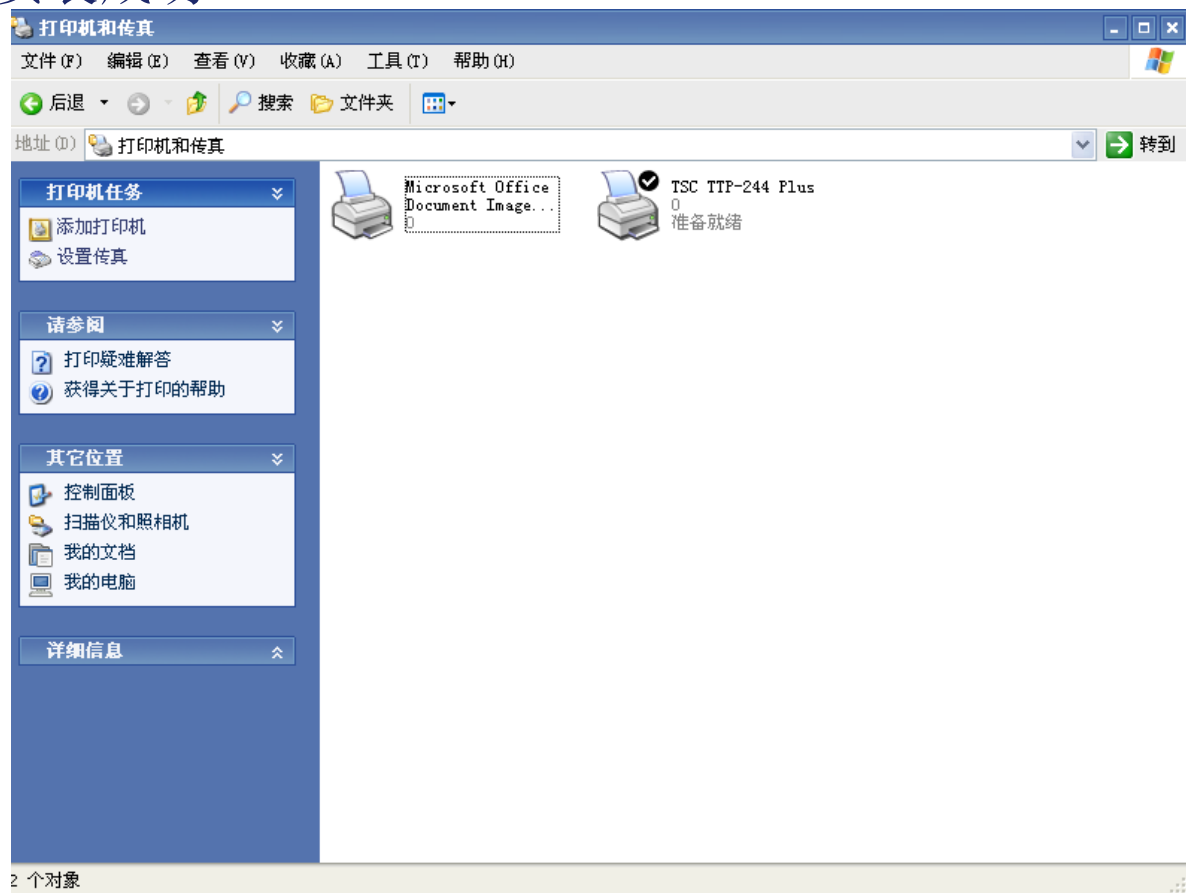 打印机和传真
文件(F) 编辑(E) 查看(V) 收藏(A) 工具(T) 帮助(H)
后退 搜索 文件夹
地址(D) 打印机和传真 转到
打印机任务
添加打印机
设置传真
请参阅
打印疑难解答
获得关于打印的帮助
其它位置
控制面板
扫描仪和照相机
我的文档
我的电脑
详细信息
Microsoft Office
Document Image...
0
TSC TTP-244 Plus
0
准备就绪
2 个对象